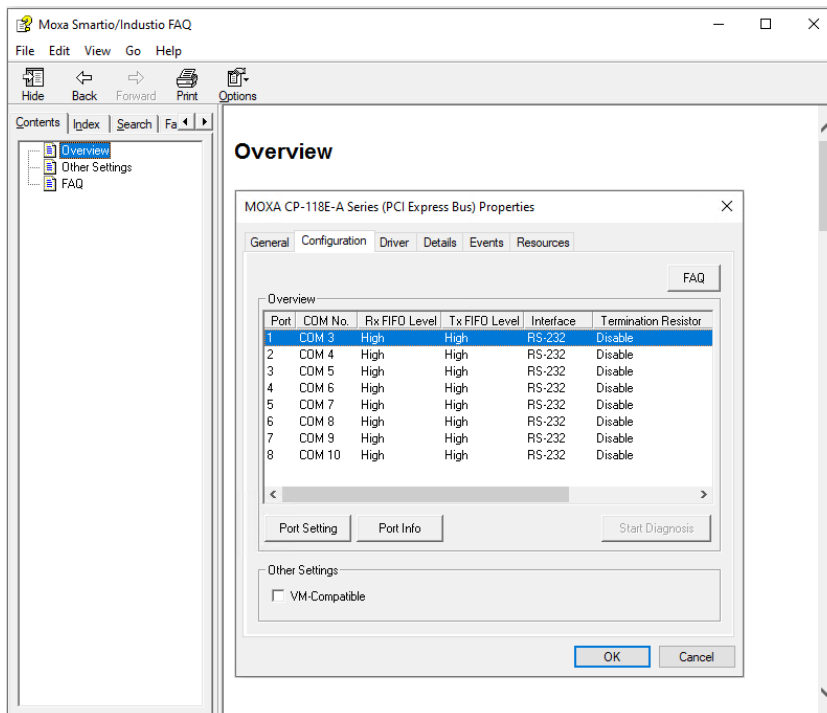 Moxa Smartio/Industio FAQ
File Edit View Go Help
Hide Back Forward Print Options
Contents Index Search Fa
Overview
Other Settings
FAQ
Overview
MOXA CP-118E-A Series (PCI Express Bus) Properties
General Configuration Driver Details Events Resources
FAQ
Overview
Port COM No. Rx FIFO Level Tx FIFO Level Interface Termination Resistor
1 COM 3 High High RS-232 Disable
2 COM 4 High High RS-232 Disable
3 COM 5 High High RS-232 Disable
4 COM 6 High High RS-232 Disable
5 COM 7 High High RS-232 Disable
6 COM 8 High High RS-232 Disable
7 COM 9 High High RS-232 Disable
8 COM 10 High High RS-232 Disable
Port Setting Port Info Start Diagnosis
Other Settings
VM-Compatible
OK Cancel